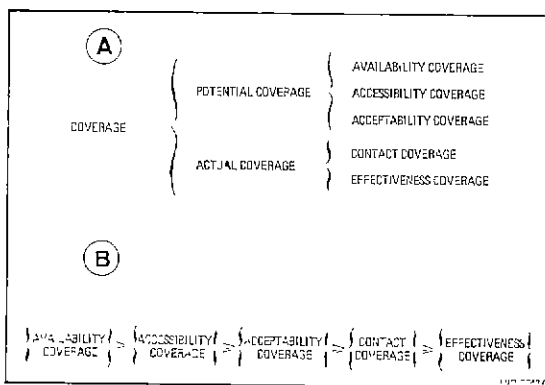 A
AVAILABILITY COVERAGE
POTENTIAL COVERAGE
ACCESSIBILITY COVERAGE
ACCEPTABILITY COVERAGE
COVERAGE
CONTACT COVERAGE
ACTUAL COVERAGE
EFFECTIVENESS COVERAGE
B
AVAILABILITY COVERAGE ≥ ACCESSIBILITY COVERAGE ≥ ACCEPTABILITY COVERAGE ≥ CONTACT COVERAGE ≥ EFFECTIVENESS COVERAGE